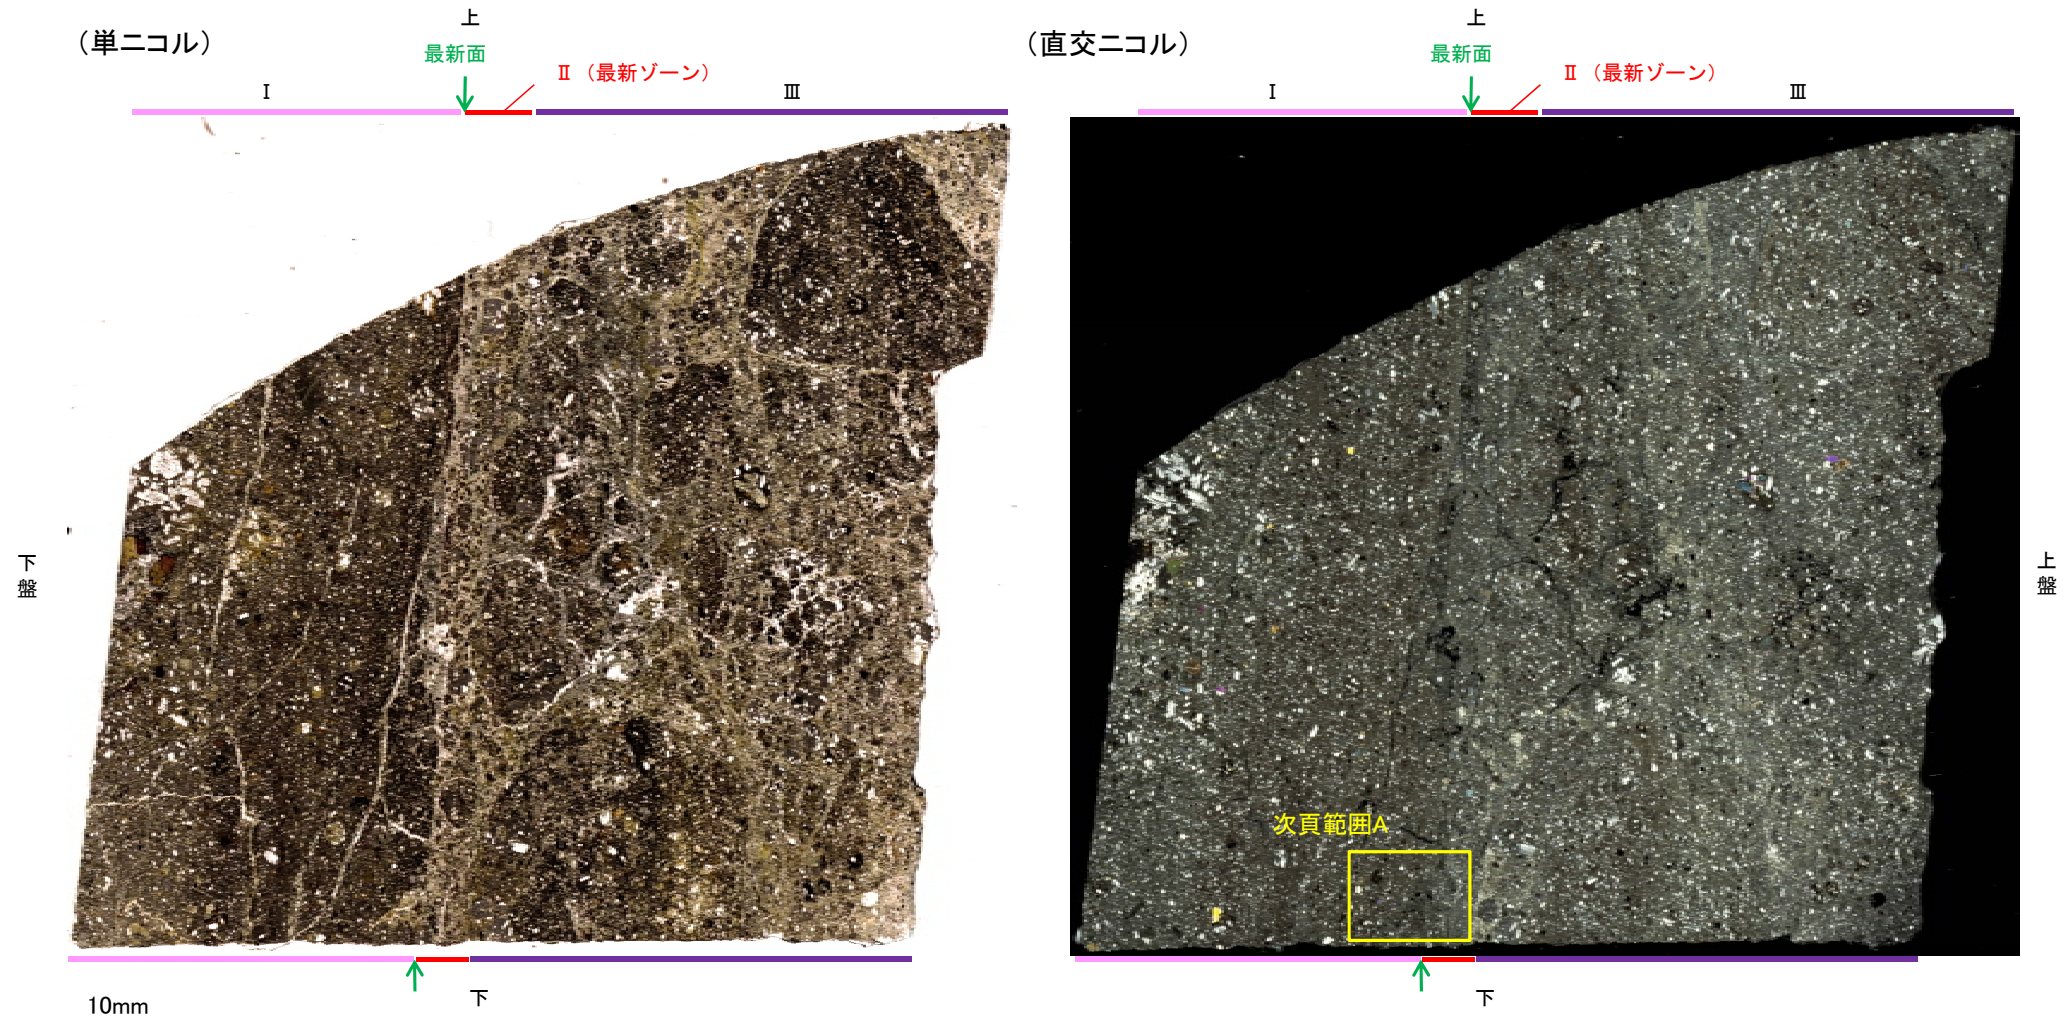 （単ニコル）
上
最新面
Ⅱ（最新ゾーン）
Ⅰ
Ⅲ
下盤
下
10mm
（直交ニコル）
上
最新面
Ⅱ（最新ゾーン）
Ⅰ
Ⅲ
次頁範囲A
上盤
下